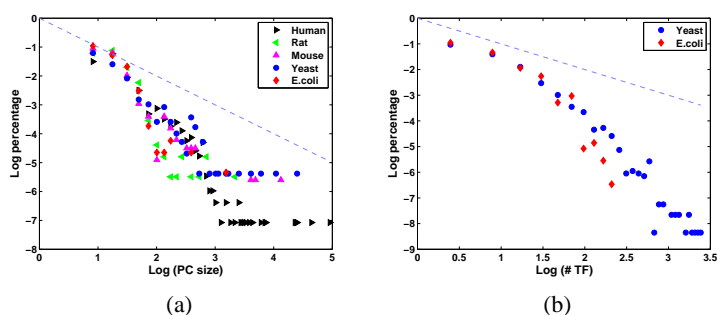 0
−1
−2
−3
−4
−5
−6
−7
−8
0 1 2 3 4 5
Log percentage
Log (PC size)
Human
Rat
Mouse
Yeast
E.coli
(a)
0
−1
−2
−3
−4
−5
−6
−7
−8
−9
0 0.5 1 1.5 2 2.5 3 3.5
Log percentage
Log (# TF)
Yeast
E.coli
(b)